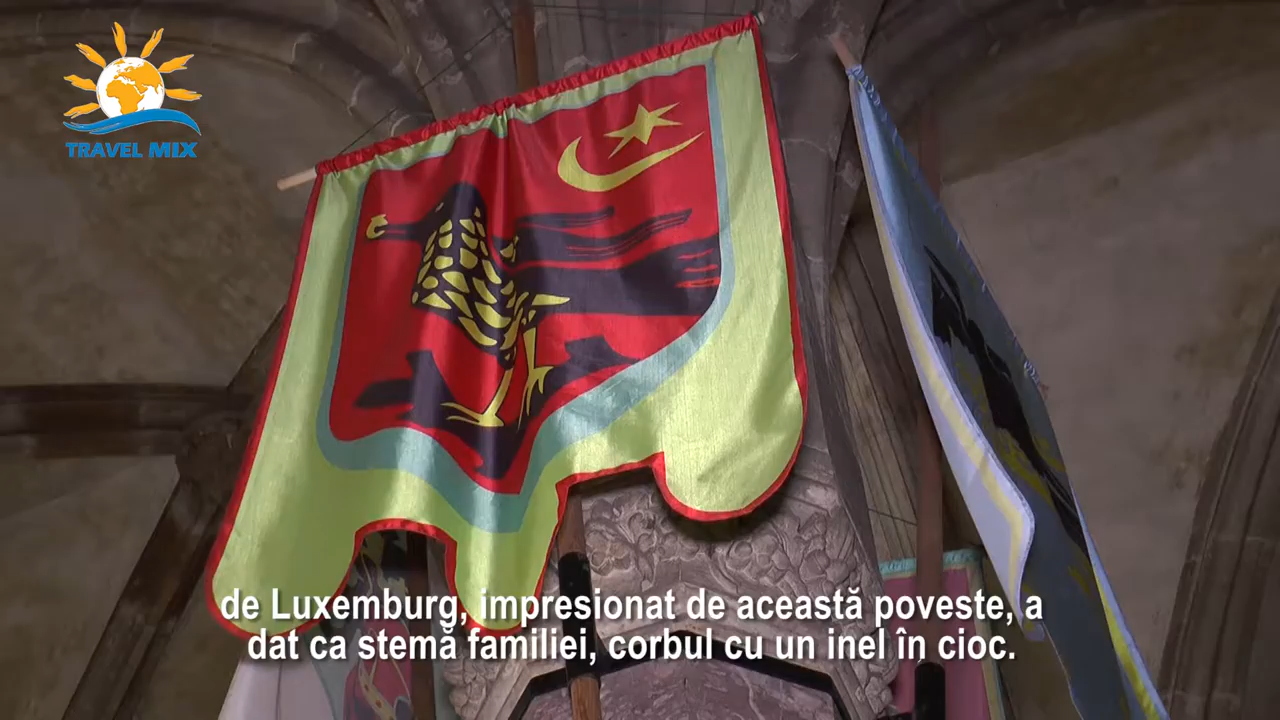 TRAVEL MIX
de Luxemburg, impresionat de această poveste, a
dat ca stemă familiei, corbul cu un inel în cioc.